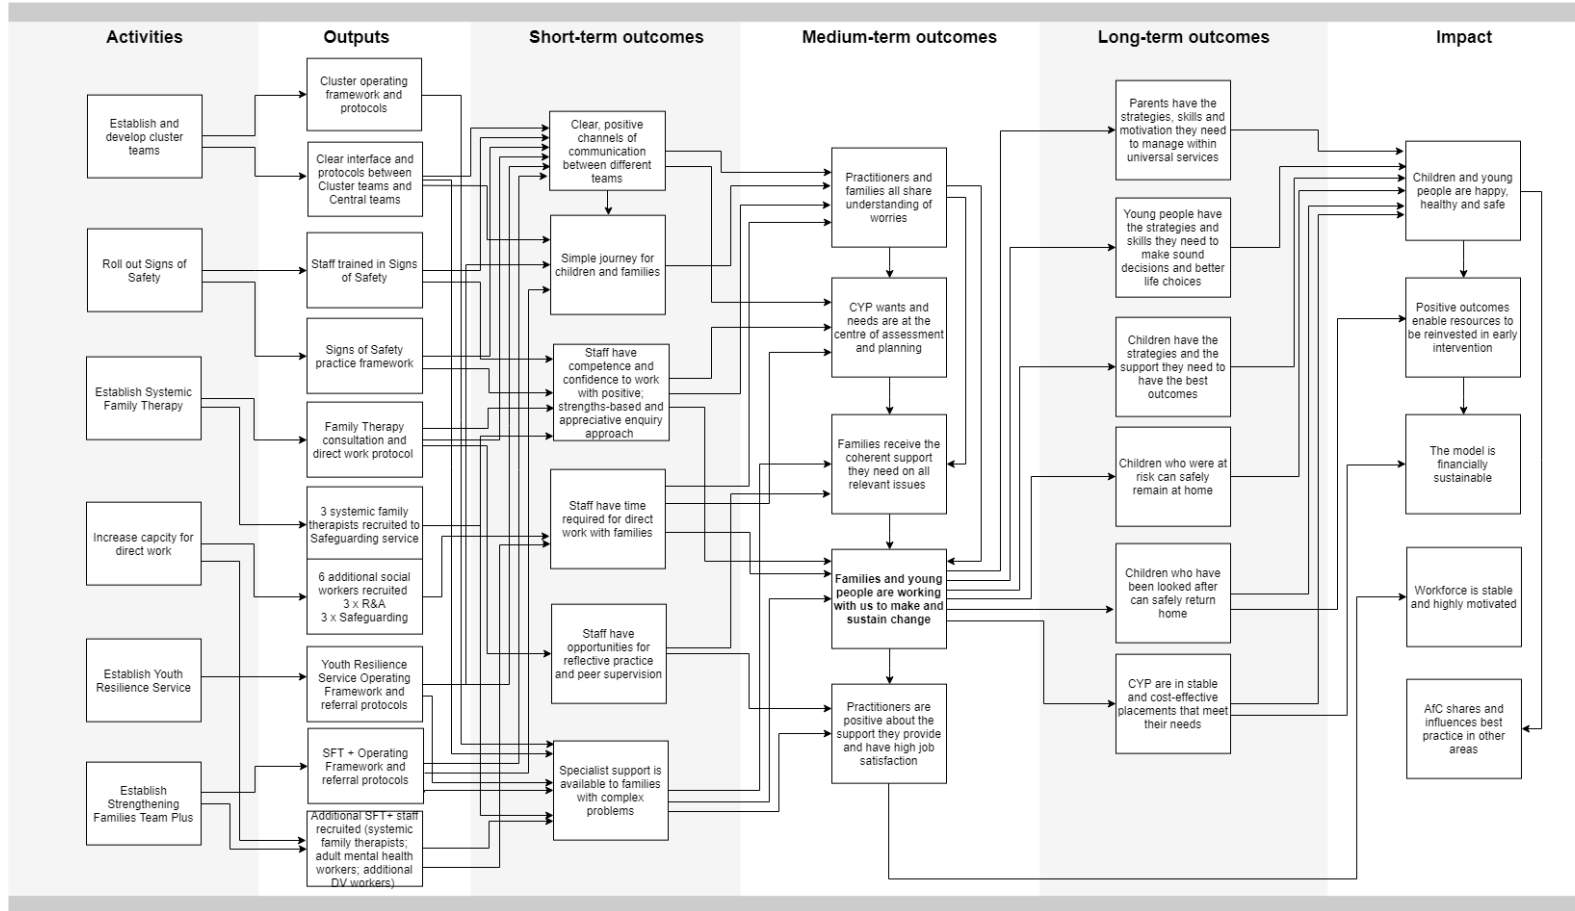 Activities
Outputs
Short-term outcomes
Medium-term outcomes
Long-term outcomes
Impact
Establish and
develop cluster
teams
Roll out Signs of
Safety
Establish Systemic
Family Therapy
Increase capcity for
direct work
Establish Youth
Resilience Service
Establish
Strengthening
Families Team Plus
Cluster operating
framework and
protocols
Clear interface and
protocols between
Cluster teams and
Central teams
Staff trained in Signs
of Safety
Signs of Safety
practice framework
Family Therapy
consultation and
direct work protocol
3 systemic family
therapists recruited to
Safeguarding service
6 additional social
workers recruited
3 x R&A
3 x Safeguarding
Youth Resilience
Service Operating
Framework and
referral protocols
SFT + Operating
Framework and
referral protocols
Additional SFT+ staff
recruited (systemic
family therapists;
adult mental health
workers; additional
DV workers)
Clear, positive
channels of
communication
between different
teams
Simple journey for
children and families
Staff have
competence and
confidence to work
with positive;
strengths-based and
appreciative enquiry
approach
Staff have time
required for direct
work with families
Staff have
opportunities for
reflective practice
and peer supervision
Specialist support is
available to families
with complex
problems
Practitioners and
families all share
understanding of
worries
CYP wants and
needs are at the
centre of assessment
and planning
Families receive the
coherent support
they need on all
relevant issues
Families and young
people are working
with us to make and
sustain change
Practitioners are
positive about the
support they provide
and have high job
satisfaction
Parents have the
strategies, skills and
motivation they need
to manage within
universal services
Young people have
the strategies and
skills they need to
make sound
decisions and better
life choices
Children have the
strategies and the
support they need to
have the best
outcomes
Children who were at
risk can safely
remain at home
Children who have
been looked after
can safely return
home
CYP are in stable
and cost-effective
placements that meet
their needs
Children and young
people are happy,
healthy and safe
Positive outcomes
enable resources to
be reinvested in early
intervention
The model is
financially
sustainable
Workforce is stable
and highly motivated
AfC shares and
influences best
practice in other
areas